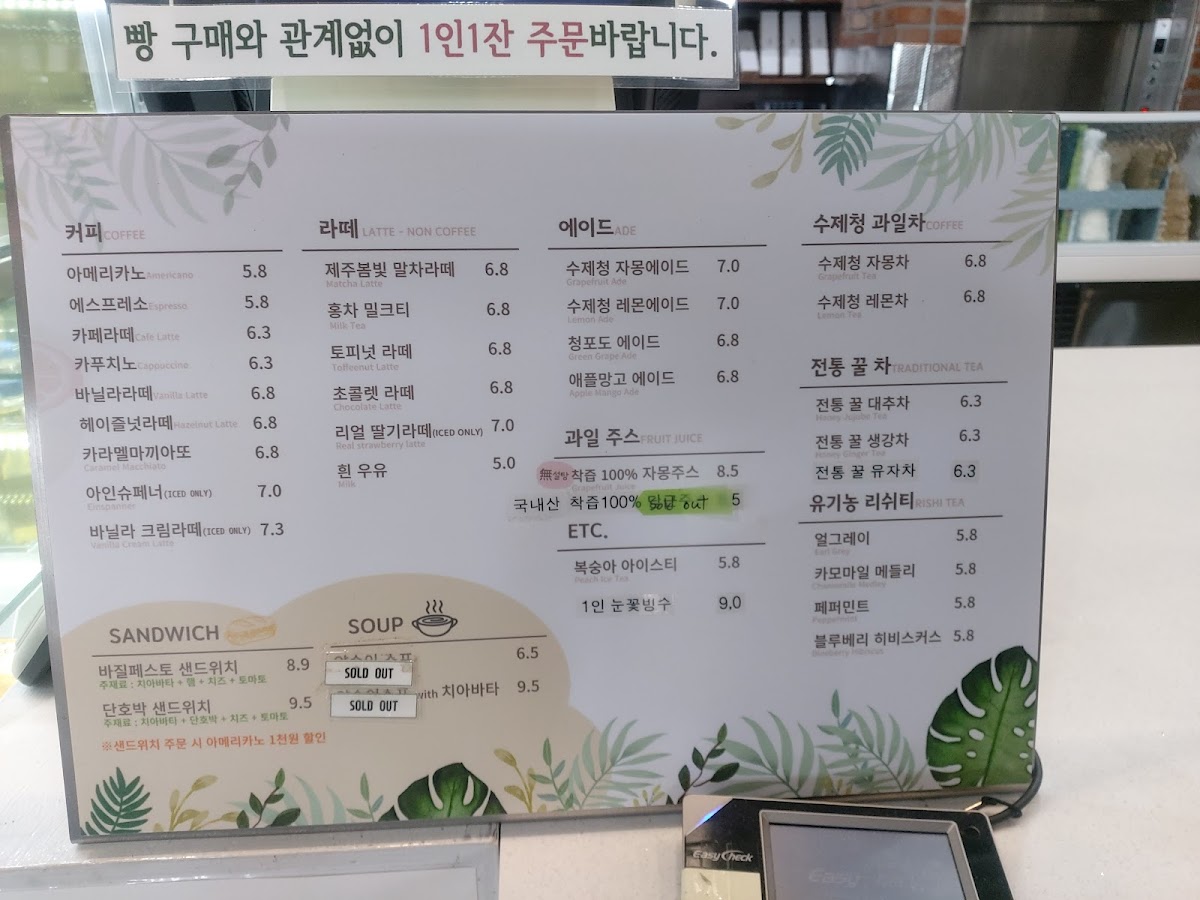 빵 구매와 관계없이 1인1잔 주문바랍니다.
커피 COFFEE
아메리카노 Americano 5.8
에스프레소 Espresso 5.8
카페라떼 Cafe Latte 6.3
카푸치노 Cappuccino 6.3
바닐라라떼 Vanilla Latte 6.8
헤이즐넛라떼 Hazelnut Latte 6.8
카라멜마끼아또 6.8
Caramel Macchiato
아인슈페너(ICED ONLY) 7.0
Einspanner
바닐라 크림라떼(ICED ONLY) 7.3
Vanilla Cream Latte
라떼 LATTE - NON COFFEE
제주봄빛 말차라떼 6.8
Matcha Latte
홍차 밀크티 6.8
Milk Tea
토피넛 라떼 6.8
Toffeenut Latte
초콜렛 라떼 6.8
Chocolate Latte
리얼 딸기라떼(ICED ONLY) 7.0
Real strawberry latte
흰 우유 5.0
Milk
에이드 ADE
수제청 자몽에이드 7.0
Grapefruit Ade
수제청 레몬에이드 7.0
Lemon Ade
청포도 에이드 6.8
Green Grape Ade
애플망고 에이드 6.8
Apple Mango Ade
과일 주스 FRUIT JUICE
無설탕 착즙 100% 자몽주스 8.5
Grapefruit Juice
국내산 착즙100% out 5
ETC.
복숭아 아이스티 5.8
Peach Ice Tea
1인 눈꽃빙수 9.0
수제청 과일차 COFFEE
수제청 자몽차 6.8
Grapefruit Tea
수제청 레몬차 6.8
Lemon Tea
전통 꿀 차 TRADITIONAL TEA
전통 꿀 대추차 6.3
Honey Jujube Tea
전통 꿀 생강차 6.3
Honey Ginger Tea
전통 꿀 유자차 6.3
유기농 리쉬티 RISHI TEA
얼그레이 5.8
Earl Grey
카모마일 메들리 5.8
Chamomile Medley
페퍼민트 5.8
Peppermint
블루베리 히비스커스 5.8
Blueberry Hibiscus
SANDWICH
바질페스토 샌드위치 8.9
주재료 : 치아바타 + 햄 + 치즈 + 토마토
단호박 샌드위치 9.5
주재료 : 치아바타 + 단호박 + 치즈 + 토마토
※샌드위치 주문 시 아메리카노 1천원 할인
SOUP
6.5
SOLD OUT
with 치아바타 9.5
SOLD OUT
EasyCheck